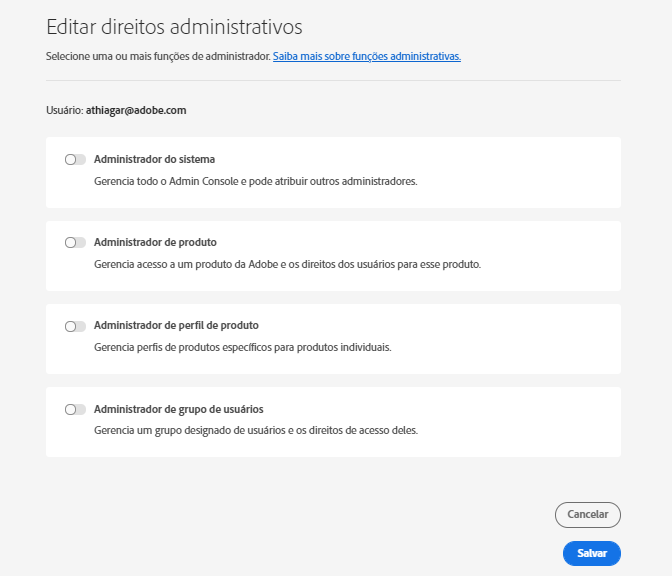 Editar direitos administrativos
Selecione uma ou mais funções de administrador. Saiba mais sobre funções administrativas.
Usuário: athiagar@adobe.com
Administrador do sistema
Gerencia todo o Admin Console e pode atribuir outros administradores.
Administrador de produto
Gerencia acesso a um produto da Adobe e os direitos dos usuários para esse produto.
Administrador de perfil de produto
Gerencia perfis de produtos específicos para produtos individuais.
Administrador de grupo de usuários
Gerencia um grupo designado de usuários e os direitos de acesso deles.
Cancelar
Salvar